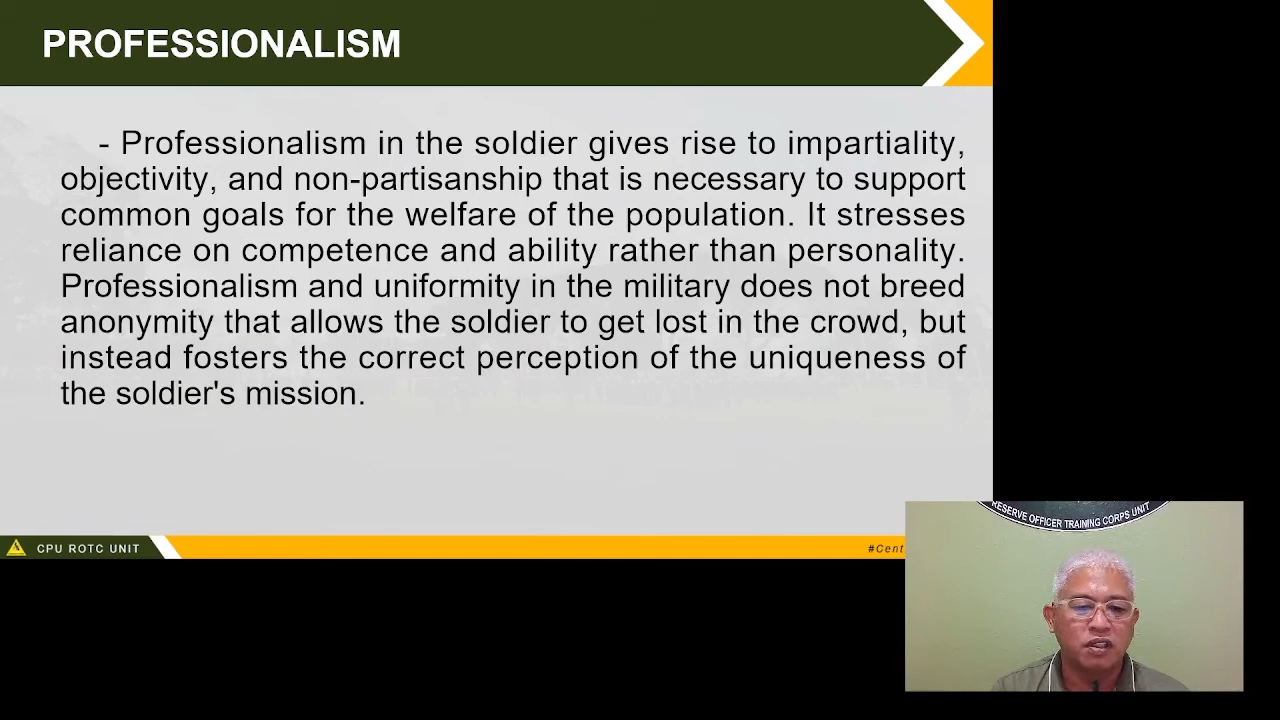 PROFESSIONALISM
- Professionalism in the soldier gives rise to impartiality,
objectivity, and non-partisanship that is necessary to support
common goals for the welfare of the population. It stresses
reliance on competence and ability rather than personality.
Professionalism and uniformity in the military does not breed
anonymity that allows the soldier to get lost in the crowd, but
instead fosters the correct perception of the uniqueness of
the soldier's mission.
RESERVE OFFICER TRAINING CORPS UNIT
CPU ROTC UNIT
#Cent